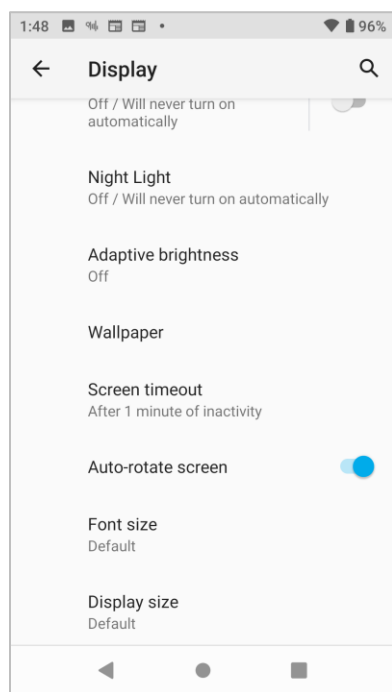 1:48 96%
Display
Off / Will never turn on
automatically
Night Light
Off / Will never turn on automatically
Adaptive brightness
Off
Wallpaper
Screen timeout
After 1 minute of inactivity
Auto-rotate screen
Font size
Default
Display size
Default